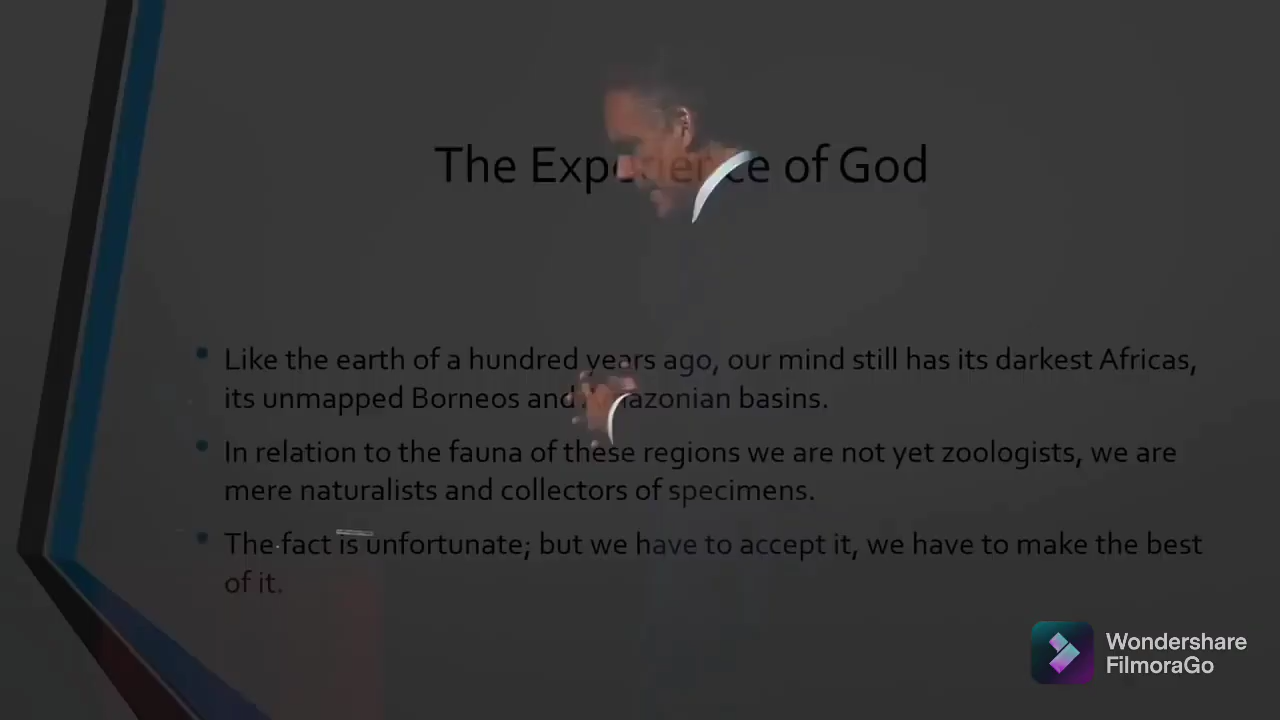 The Experience of God
Like the earth of a hundred years ago, our mind still has its darkest Africas,
its unmapped Borneos and Amazonian basins.
In relation to the fauna of these regions we are not yet zoologists, we are
mere naturalists and collectors of specimens.
The fact is unfortunate; but we have to accept it, we have to make the best
of it.
Wondershare
FilmoraGo